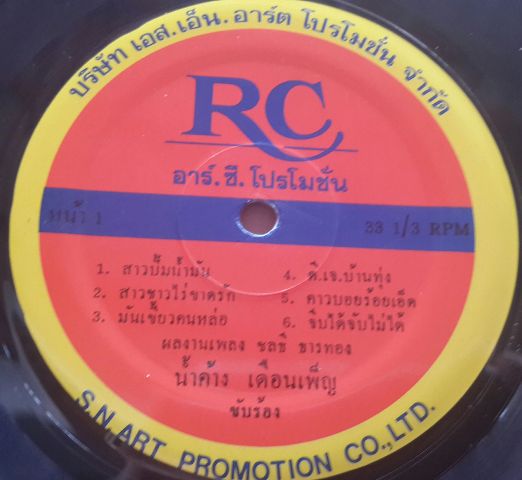 บริษัท เอส.เอ็น.อาร์ต โปรโมชั่น จำกัด
RC
อาร์.ซี.โปรโมชั่น
หน้า 1
33 1/3 RPM
1. สาวปั๊มน้ำมัน
2. สาวชาวไร่ขาดรัก
3. มันเขี้ยวคนหล่อ
4. ดี.เจ.บ้านทุ่ง
5. คาวบอยร้อยเอ็ด
6. จีบได้จับไม่ได้
ผลงานเพลง ชลธี ธารทอง
น้ำค้าง เดือนเพ็ญ
ขับร้อง
S.N.ART PROMOTION CO.,LTD.